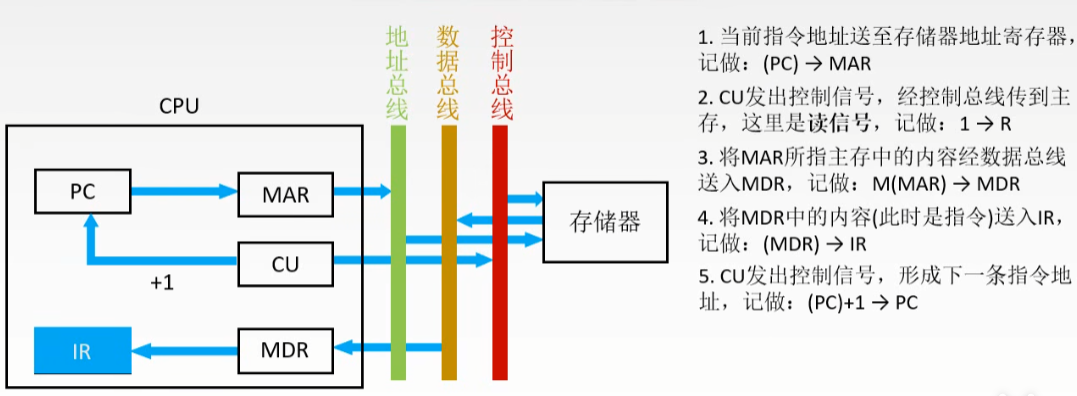 地址总线
数据总线
控制总线
CPU
PC
MAR
CU
+1
IR
MDR
存储器
1. 当前指令地址送至存储器地址寄存器，
记做：(PC) → MAR
2. CU发出控制信号，经控制总线传到主
存，这里是读信号，记做：1 → R
3. 将MAR所指主存中的内容经数据总线
送入MDR，记做：M(MAR) → MDR
4. 将MDR中的内容(此时是指令)送入IR，
记做：(MDR) → IR
5. CU发出控制信号，形成下一条指令地
址，记做：(PC)+1 → PC